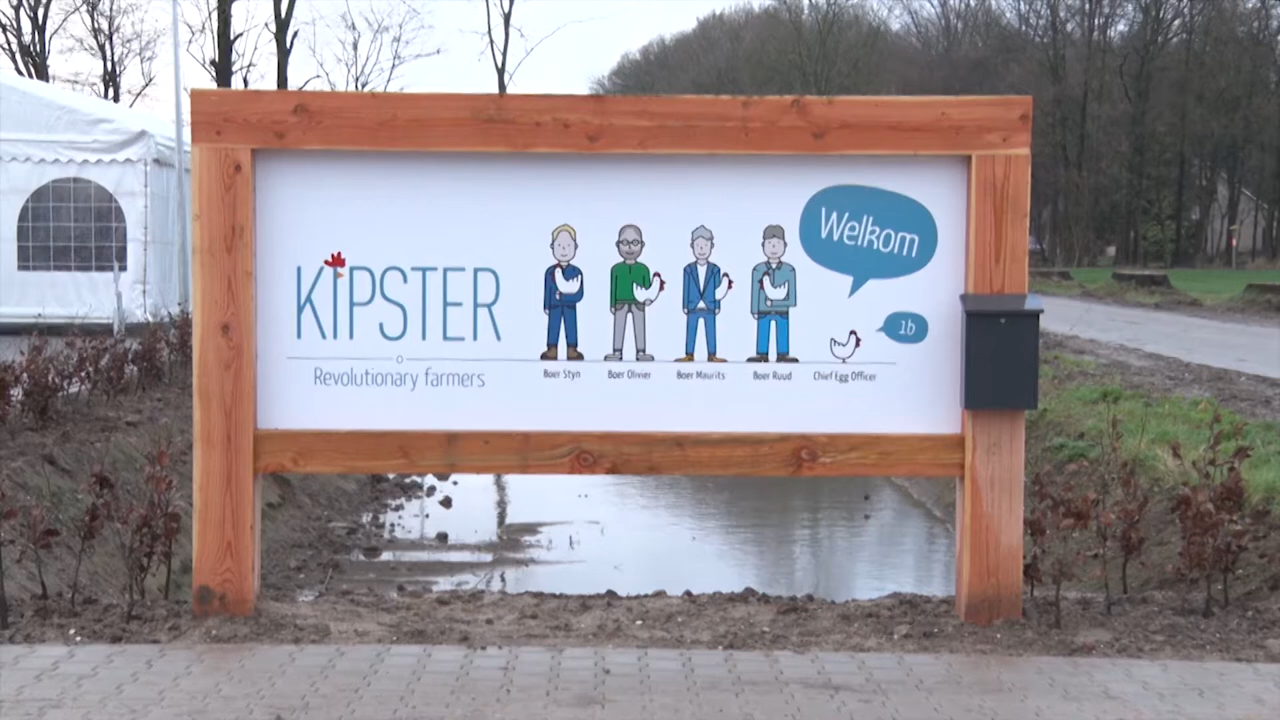 KIPSTER
Revolutionary farmers
Boer Styn
Boer Olivier
Boer Maurits
Boer Ruud
Chief Egg Officer
Welkom
1b